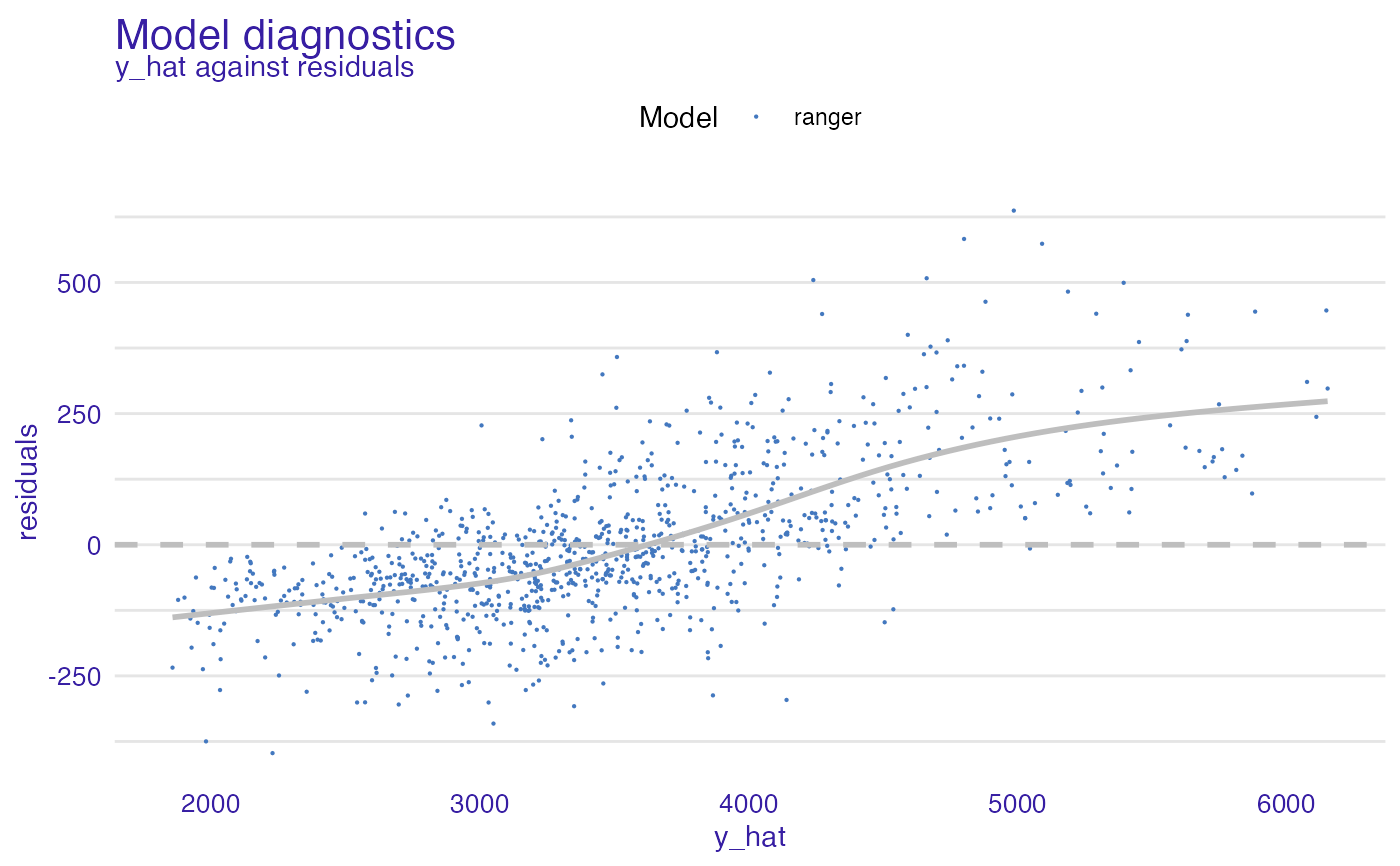 Model diagnostics
y_hat against residuals
Model ranger
500
250
0
-250
residuals
2000 3000 4000 5000 6000
y_hat